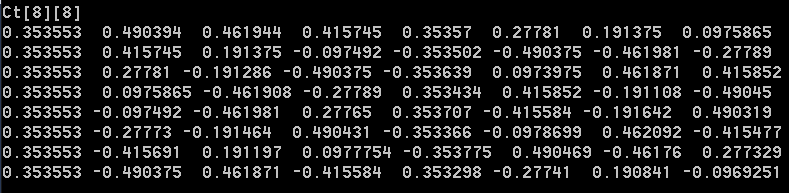 Ct[8][8]
0.353553 0.490394 0.461944 0.415745 0.35357 0.27781 0.191375 0.0975865
0.353553 0.415745 0.191375 -0.097492 -0.353502 -0.490375 -0.461981 -0.27789
0.353553 0.27781 -0.191286 -0.490375 -0.353639 0.0973975 0.461871 0.415852
0.353553 0.0975865 -0.461908 -0.27789 0.353434 0.415852 -0.191108 -0.49045
0.353553 -0.097492 -0.461981 0.27765 0.353707 -0.415584 -0.191642 0.490319
0.353553 -0.27773 -0.191464 0.490431 -0.353366 -0.0978699 0.462092 -0.415477
0.353553 -0.415691 0.191197 0.0977754 -0.353775 0.490469 -0.46176 0.277329
0.353553 -0.490375 0.461871 -0.415584 0.353298 -0.27741 0.190841 -0.0969251